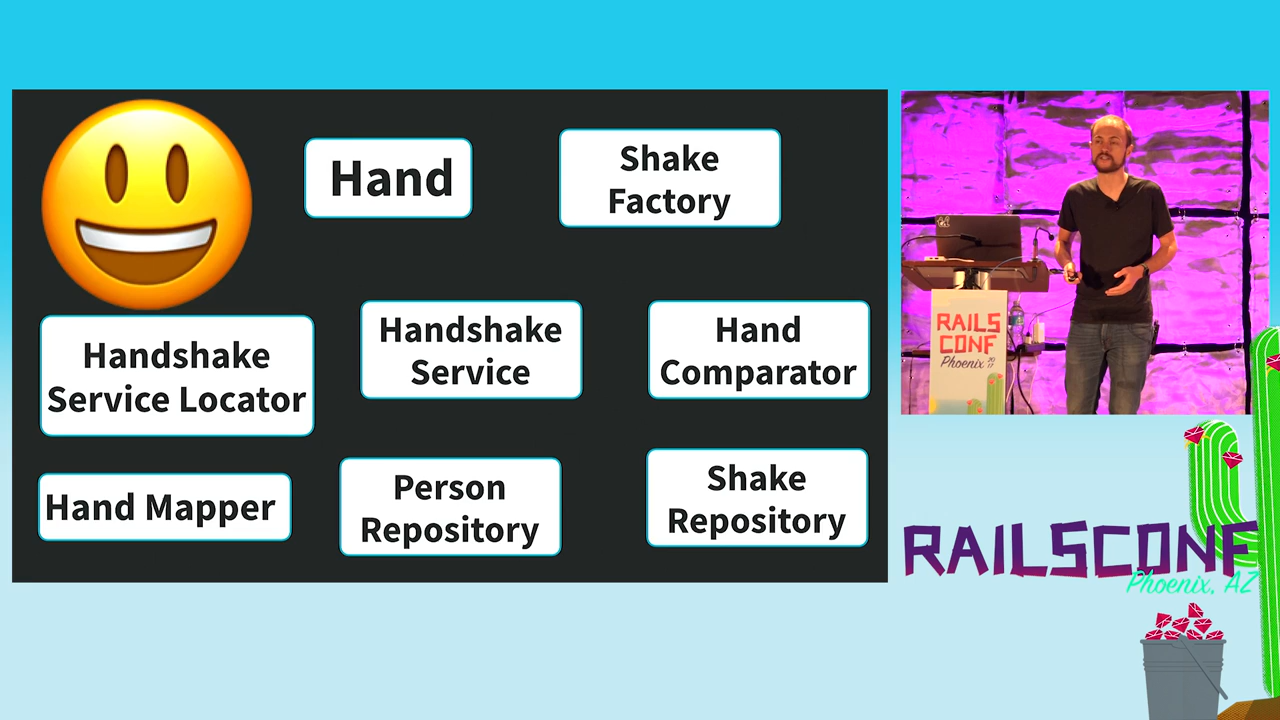 Hand
Shake
Factory
Handshake
Service Locator
Handshake
Service
Hand
Comparator
Hand Mapper
Person
Repository
Shake
Repository
RAILS
CONF
Phoenix 2017
RAILSCONF
Phoenix, AZ